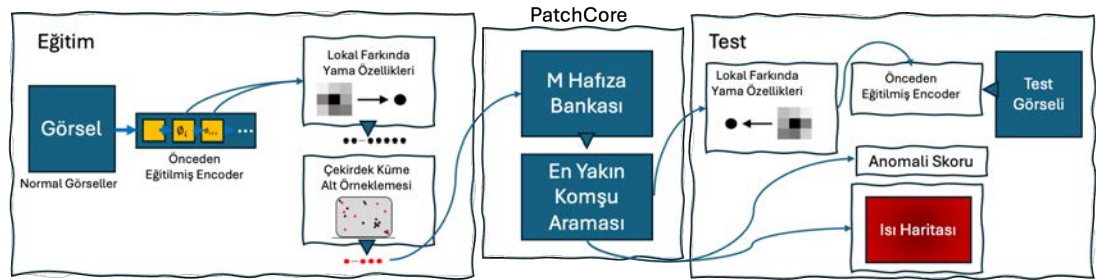 PatchCore
Eğitim
Görsel
Normal Görseller
Øᵢ
...
Önceden
Eğitilmiş Encoder
Lokal Farkında
Yama Özellikleri
Çekirdek Küme
Alt Örneklemesi
M Hafıza
Bankası
En Yakın
Komşu
Araması
Test
Lokal Farkında
Yama Özellikleri
Önceden
Eğitilmiş Encoder
Test
Görseli
Anomali Skoru
Isı Haritası